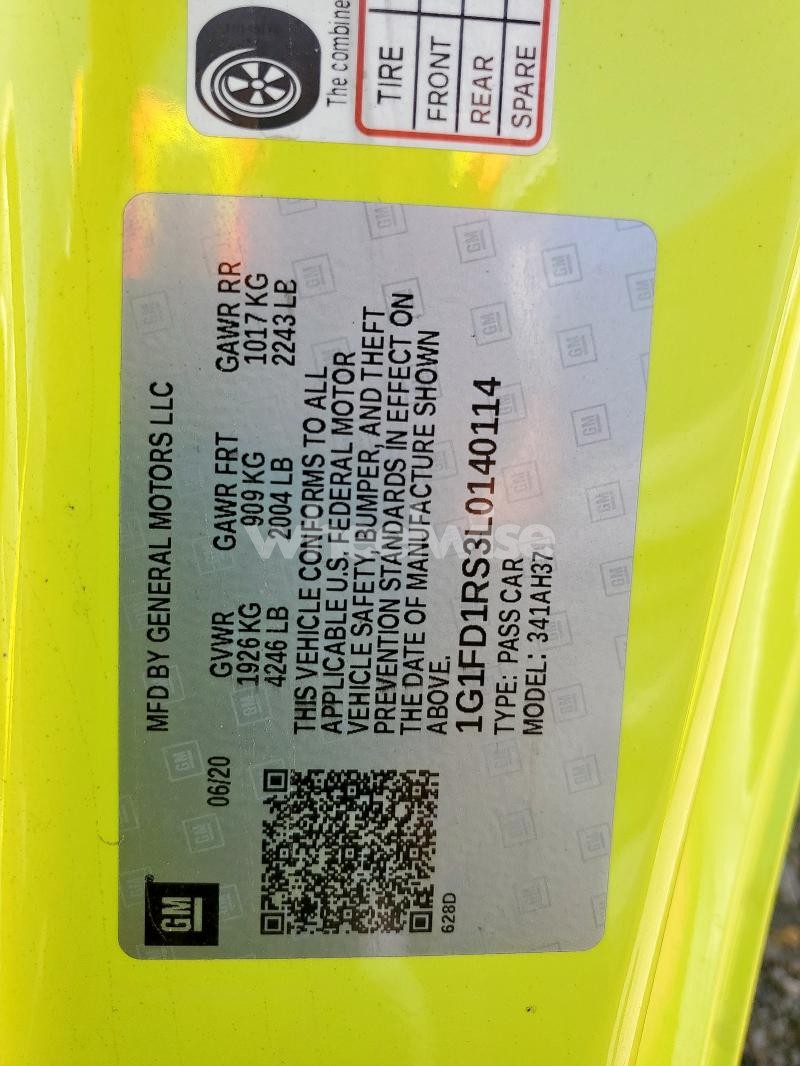 The combine
TIRE
FRONT
REAR
SPARE
GM
06/20
MFD BY GENERAL MOTORS LLC
GVWR GAWR FRT GAWR RR
1926 KG 909 KG 1017 KG
4246 LB 2004 LB 2243 LB
THIS VEHICLE CONFORMS TO ALL
APPLICABLE U.S. FEDERAL MOTOR
VEHICLE SAFETY, BUMPER, AND THEFT
PREVENTION STANDARDS IN EFFECT ON
THE DATE OF MANUFACTURE SHOWN
ABOVE.
1G1FD1RS3L0140114
TYPE: PASS CAR
MODEL: 341AH37
628D